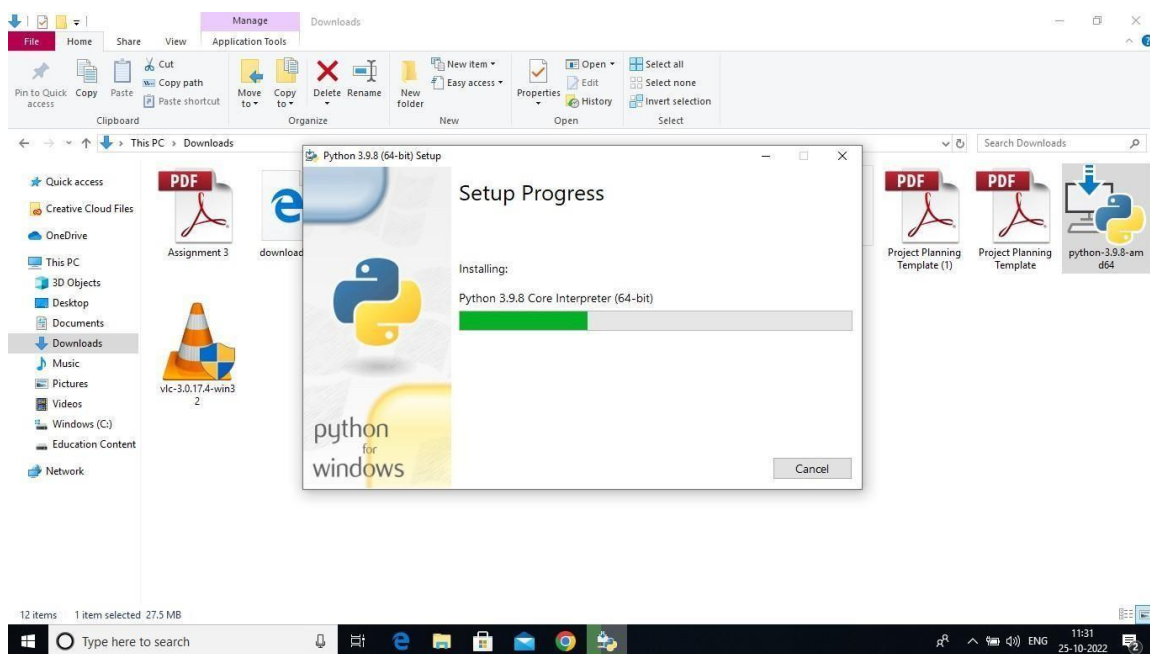 Manage
Downloads
File Home Share View Application Tools
Pin to Quick access
Copy
Paste
Cut
Copy path
Paste shortcut
Clipboard
Move to
Copy to
Delete
Rename
Organize
New folder
New item
Easy access
New
Properties
Open
Edit
History
Open
Select all
Select none
Invert selection
Select
This PC > Downloads
Search Downloads
Quick access
Creative Cloud Files
OneDrive
This PC
3D Objects
Desktop
Documents
Downloads
Music
Pictures
Videos
Windows (C:)
Education Content
Network
PDF
Assignment 3
download
vlc-3.0.17.4-win3
2
Python 3.9.8 (64-bit) Setup
Setup Progress
Installing:
Python 3.9.8 Core Interpreter (64-bit)
python
for
windows
Cancel
PDF
Project Planning
Template (1)
PDF
Project Planning
Template
python-3.9.8-am
d64
12 items 1 item selected 27.5 MB
Type here to search
ENG
11:31
25-10-2022
2